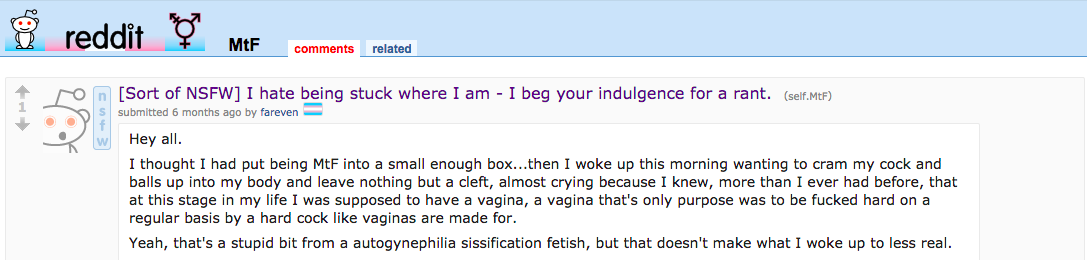 reddit MtF comments related
1 nsfw [Sort of NSFW] I hate being stuck where I am - I beg your indulgence for a rant. (self.MtF)
submitted 6 months ago by fareven
Hey all.
I thought I had put being MtF into a small enough box...then I woke up this morning wanting to cram my cock and
balls up into my body and leave nothing but a cleft, almost crying because I knew, more than I ever had before, that
at this stage in my life I was supposed to have a vagina, a vagina that's only purpose was to be fucked hard on a
regular basis by a hard cock like vaginas are made for.
Yeah, that's a stupid bit from a autogynephilia sissification fetish, but that doesn't make what I woke up to less real.